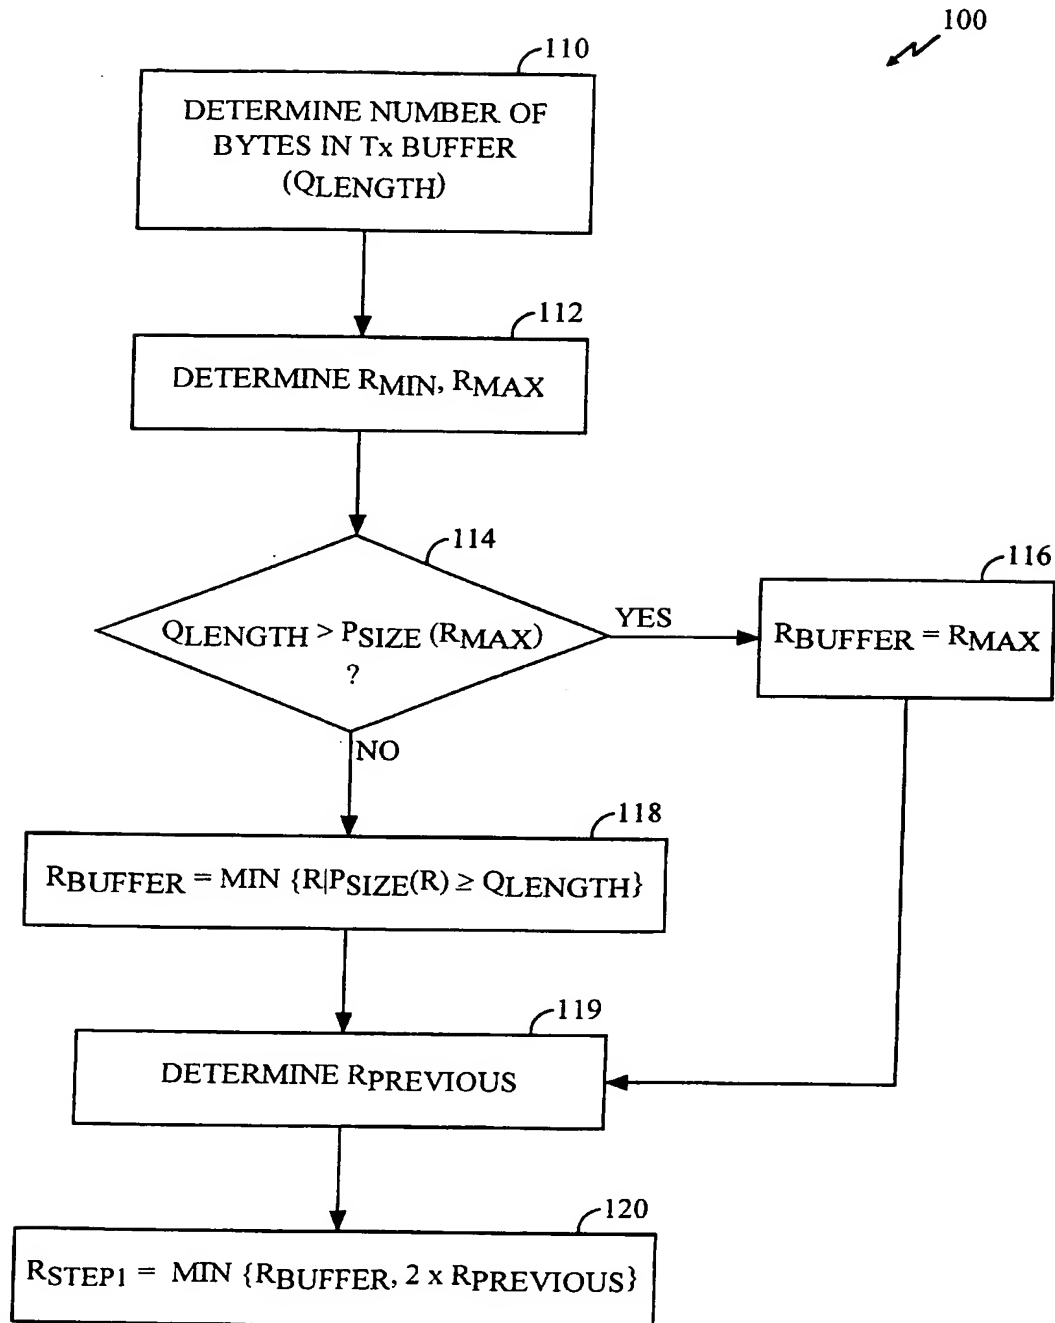 100
110
DETERMINE NUMBER OF
BYTES IN Tx BUFFER
(QLENGTH)
112
DETERMINE RMIN, RMAX
114
QLENGTH > PSIZE (RMAX)
?
YES
116
RBUFFER = RMAX
NO
118
RBUFFER = MIN {R|PSIZE(R) ≥ QLENGTH}
119
DETERMINE RPREVIOUS
120
RSTEP1 = MIN {RBUFFER, 2 x RPREVIOUS}